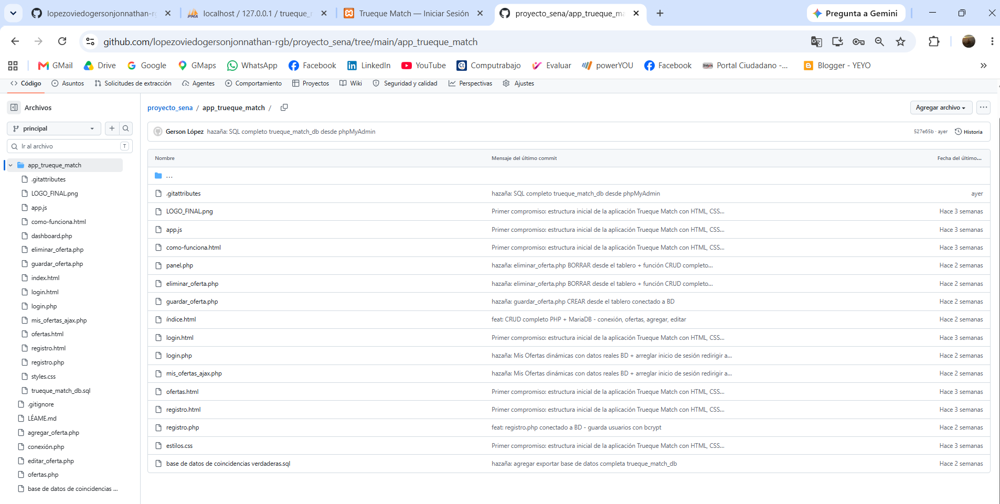 lopezoviedogersonjonnathan-rg
localhost / 127.0.0.1 / trueque_r
Trueque Match — Iniciar Sesión
proyecto_sena/app_trueque_ma
Pregunta a Gemini
github.com/lopezoviedogersonjonnathan-rgb/proyecto_sena/tree/main/app_trueque_match
GMail Drive Google GMaps WhatsApp Facebook LinkedIn YouTube Computrabajo Evaluar powerYOU Facebook Portal Ciudadano -... Blogger - YEYO
Código Asuntos Solicitudes de extracción Agentes Comportamiento Proyectos Wiki Seguridad y calidad Perspectivas Ajustes
Archivos
principal
Ir al archivo T
app_trueque_match
.gitattributes
LOGO_FINAL.png
app.js
como-funciona.html
dashboard.php
eliminar_oferta.php
guardar_oferta.php
index.html
login.html
login.php
mis_ofertas_ajax.php
ofertas.html
registro.html
registro.php
styles.css
trueque_match_db.sql
.gitignore
LÉAME.md
agregar_oferta.php
conexión.php
editar_oferta.php
ofertas.php
base de datos de coincidencias ...
proyecto_sena / app_trueque_match /
Agregar archivo
Gerson López hazaña: SQL completo trueque_match_db desde phpMyAdmin 527e65b · ayer Historia
Nombre Mensaje del último commit Fecha del último...
...
.gitattributes hazaña: SQL completo trueque_match_db desde phpMyAdmin ayer
LOGO_FINAL.png Primer compromiso: estructura inicial de la aplicación Trueque Match con HTML, CSS... Hace 3 semanas
app.js Primer compromiso: estructura inicial de la aplicación Trueque Match con HTML, CSS... Hace 3 semanas
como-funciona.html Primer compromiso: estructura inicial de la aplicación Trueque Match con HTML, CSS... Hace 3 semanas
panel.php hazaña: eliminar_oferta.php BORRAR desde el tablero + función CRUD completo... Hace 2 semanas
eliminar_oferta.php hazaña: eliminar_oferta.php BORRAR desde el tablero + función CRUD completo... Hace 2 semanas
guardar_oferta.php hazaña: guardar_oferta.php CREAR desde el tablero conectado a BD Hace 2 semanas
índice.html feat: CRUD completo PHP + MariaDB - conexión, ofertas, agregar, editar Hace 2 semanas
login.html Primer compromiso: estructura inicial de la aplicación Trueque Match con HTML, CSS... Hace 3 semanas
login.php hazaña: Mis Ofertas dinámicas con datos reales BD + arreglar inicio de sesión redirigir a... Hace 2 semanas
mis_ofertas_ajax.php hazaña: Mis Ofertas dinámicas con datos reales BD + arreglar inicio de sesión redirigir a... Hace 2 semanas
ofertas.html Primer compromiso: estructura inicial de la aplicación Trueque Match con HTML, CSS... Hace 3 semanas
registro.html Primer compromiso: estructura inicial de la aplicación Trueque Match con HTML, CSS... Hace 3 semanas
registro.php feat: registro.php conectado a BD - guarda usuarios con bcrypt Hace 2 semanas
estilos.css Primer compromiso: estructura inicial de la aplicación Trueque Match con HTML, CSS... Hace 3 semanas
base de datos de coincidencias verdaderas.sql hazaña: agregar exportar base de datos completa trueque_match_db Hace 2 semanas